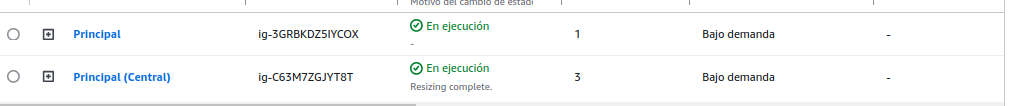 Motivo del cambio de estado
Principal ig-3GRBKDZ5IYCOX En ejecución 1 Bajo demanda -
-
Principal (Central) ig-C63M7ZGJYT8T En ejecución 3 Bajo demanda -
Resizing complete.